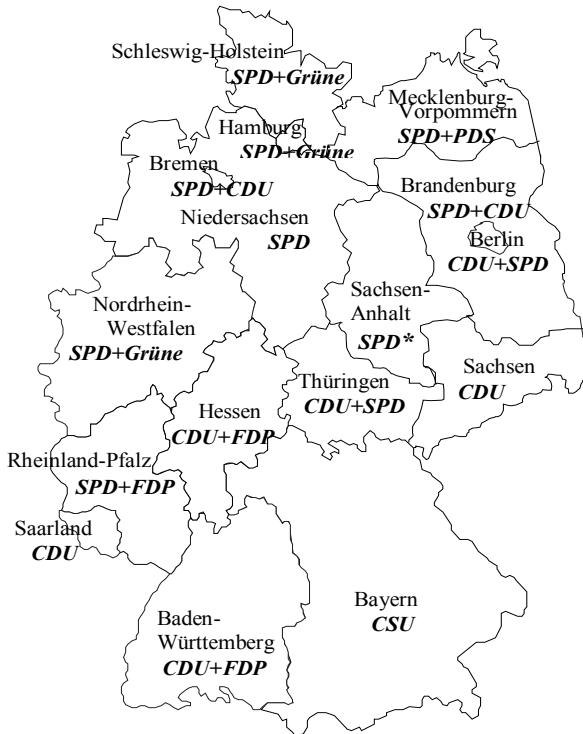 Schleswig-Holstein
SPD+Grüne
Mecklenburg-
Vorpommern
SPD+PDS
Hamburg
SPD+Grüne
Bremen
SPD+CDU
Brandenburg
SPD+CDU
Niedersachsen
SPD
Berlin
CDU+SPD
Sachsen-
Anhalt
SPD*
Nordrhein-
Westfalen
SPD+Grüne
Sachsen
CDU
Thüringen
CDU+SPD
Hessen
CDU+FDP
Rheinland-Pfalz
SPD+FDP
Saarland
CDU
Bayern
CSU
Baden-
Württemberg
CDU+FDP